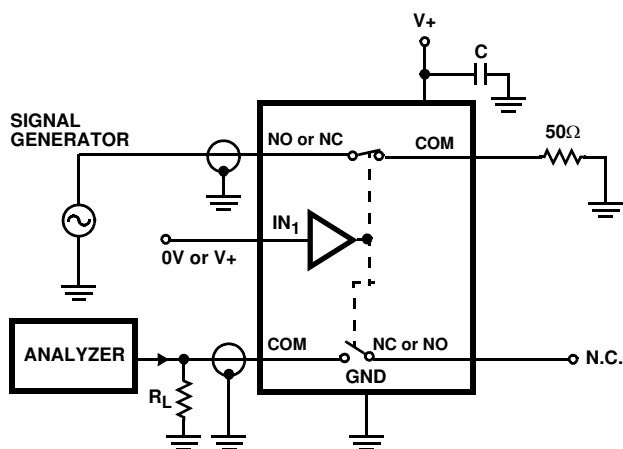 V+
C
SIGNAL
GENERATOR
NO or NC
COM
50Ω
IN1
0V or V+
ANALYZER
COM
NC or NO
N.C.
GND
RL